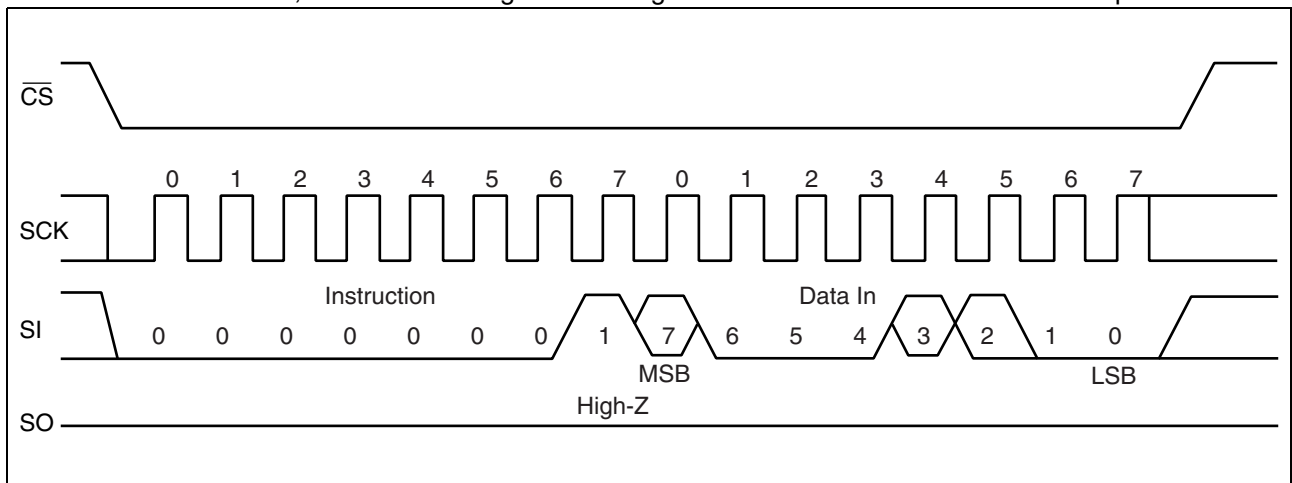 CS
0 1 2 3 4 5 6 7 0 1 2 3 4 5 6 7
SCK
Instruction Data In
SI
0 0 0 0 0 0 0 1 7 6 5 4 3 2 1 0
MSB LSB
High-Z
SO